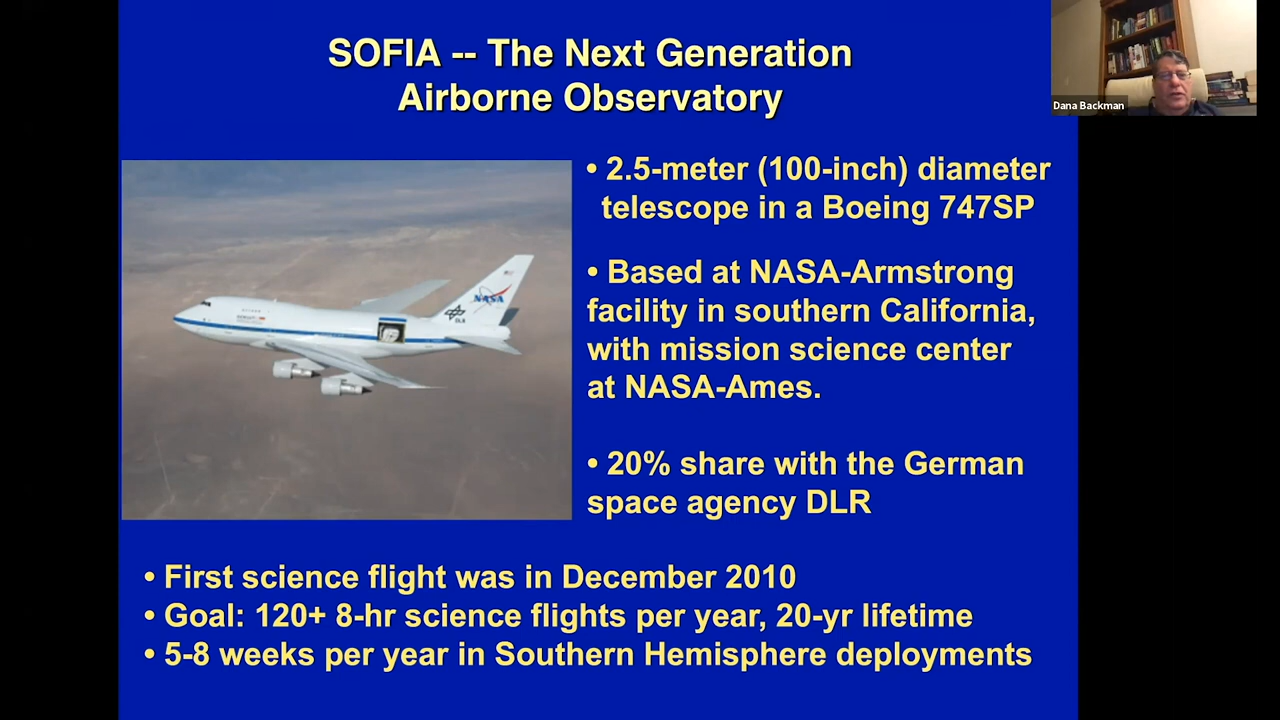 SOFIA -- The Next Generation
Airborne Observatory
Dana Backman
• 2.5-meter (100-inch) diameter
telescope in a Boeing 747SP
• Based at NASA-Armstrong
facility in southern California,
with mission science center
at NASA-Ames.
NASA
DLR
• 20% share with the German
space agency DLR
• First science flight was in December 2010
• Goal: 120+ 8-hr science flights per year, 20-yr lifetime
• 5-8 weeks per year in Southern Hemisphere deployments